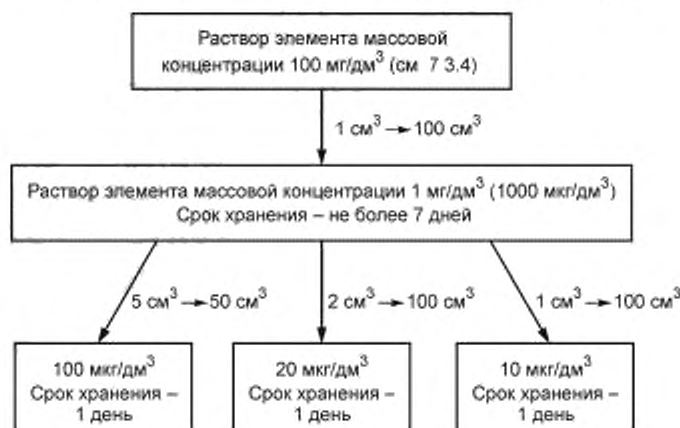 Раствор элемента массовой
концентрации 100 мг/дм³ (см 7 3.4)
1 см³ → 100 см³
Раствор элемента массовой концентрации 1 мг/дм³ (1000 мкг/дм³)
Срок хранения – не более 7 дней
5 см³ → 50 см³
2 см³ → 100 см³
1 см³ → 100 см³
100 мкг/дм³
Срок хранения –
1 день
20 мкг/дм³
Срок хранения –
1 день
10 мкг/дм³
Срок хранения –
1 день